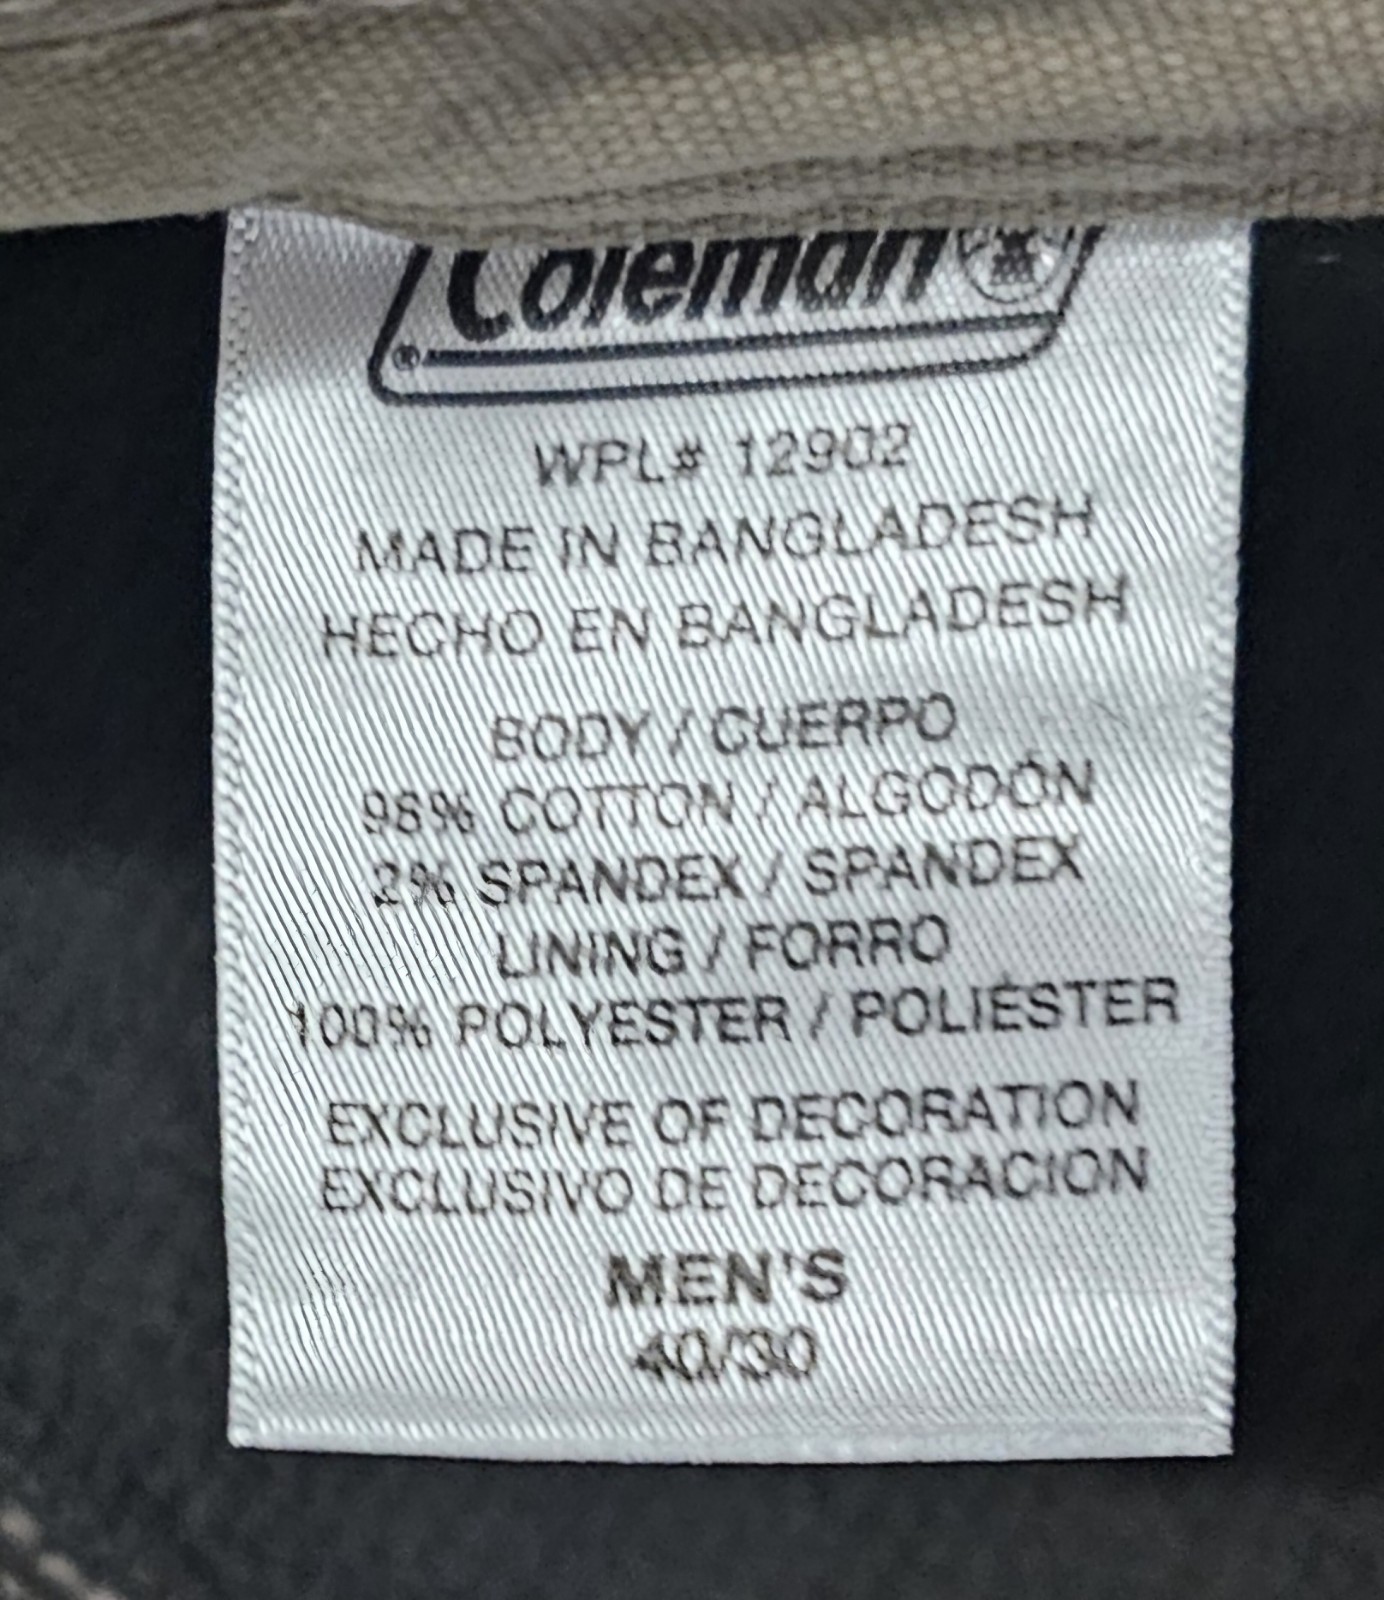 Coleman
®
WPL# 12902
MADE IN BANGLADESH
HECHO EN BANGLADESH
BODY / CUERPO
98% COTTON / ALGODÓN
2% SPANDEX / SPANDEX
LINING / FORRO
100% POLYESTER / POLIÉSTER
EXCLUSIVE OF DECORATION
EXCLUSIVO DE DECORACION
MEN'S
40/30